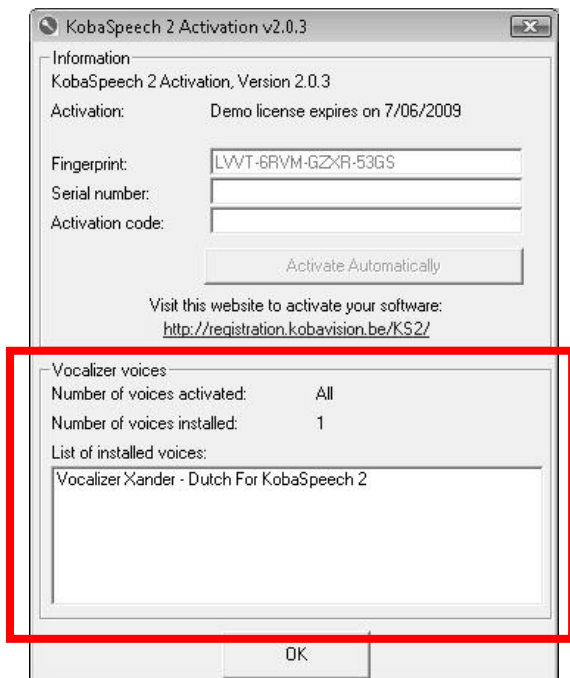 KobaSpeech 2 Activation v2.0.3
Information
KobaSpeech 2 Activation, Version 2.0.3
Activation: Demo license expires on 7/06/2009
Fingerprint: LVVT-6RVM-GZXR-53GS
Serial number:
Activation code:
Activate Automatically
Visit this website to activate your software:
http://registration.kobavision.be/KS2/
Vocalizer voices
Number of voices activated: All
Number of voices installed: 1
List of installed voices:
Vocalizer Xander - Dutch For KobaSpeech 2
OK